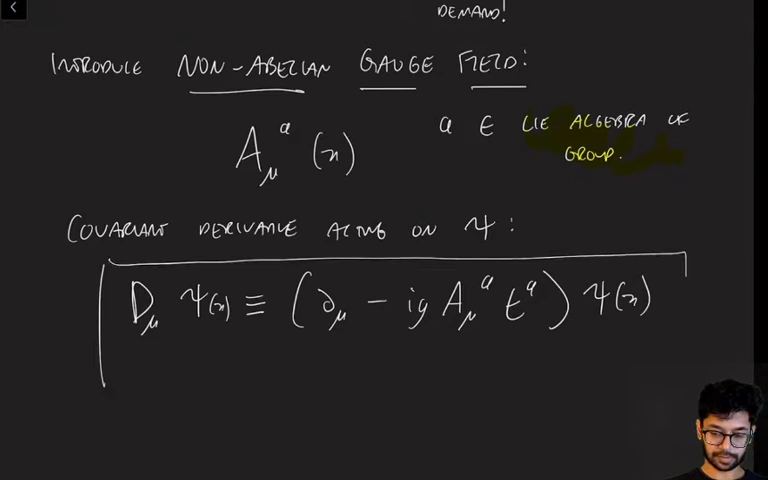 DEMAND!
INTRODUCE NON-ABELIAN GAUGE FIELD:
A_μ^a (x) a ∈ LIE ALGEBRA OF
GROUP.
COVARIANT DERIVATIVE ACTING ON ψ:
D_μ ψ(x) ≡ (∂_μ - ig A_μ^a t^a) ψ(x)